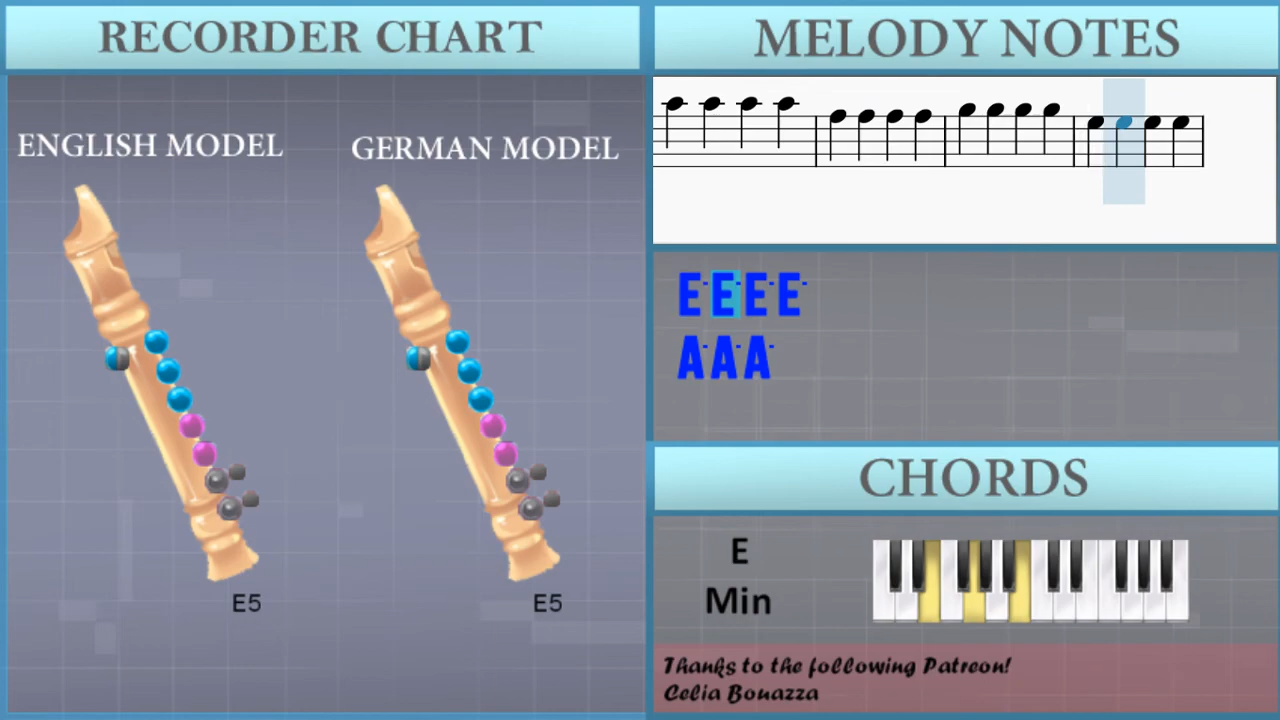 RECORDER CHART
ENGLISH MODEL
GERMAN MODEL
E5
E5
MELODY NOTES
E' E' E' E'
A' A' A'
CHORDS
E
Min
Thanks to the following Patreon!
Celia Bouazza